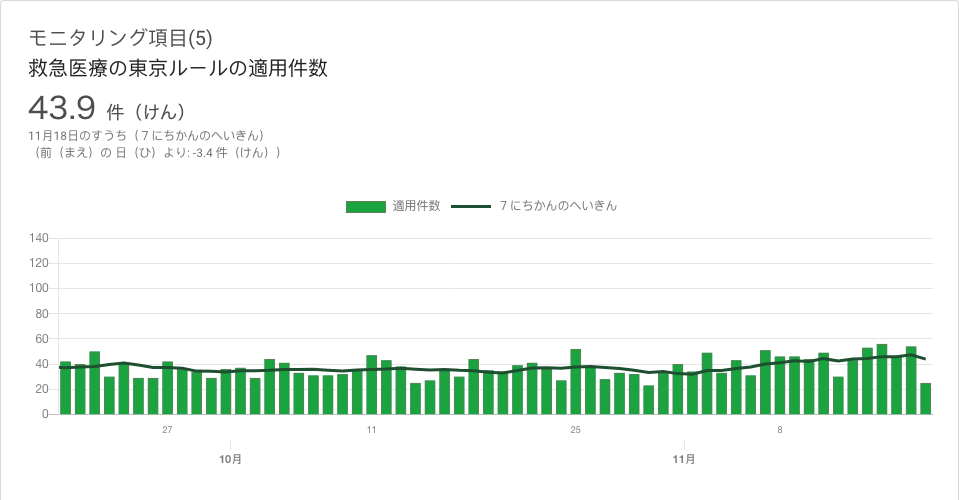 モニタリング項目(5)
救急医療の東京ルールの適用件数
43.9 件（けん）
11月18日のすうち（７にちかんのへいきん）
（前（まえ）の 日（ひ）より: -3.4 件（けん））
適用件数 ７にちかんのへいきん
140
120
100
80
60
40
20
0
27 11 25 8
10月 11月